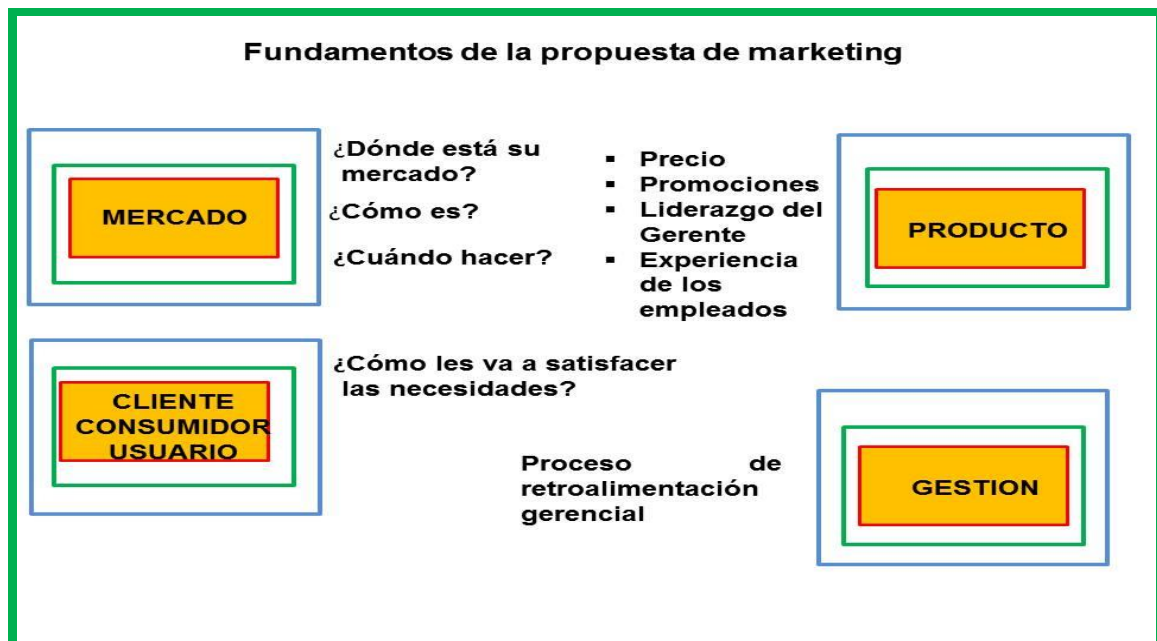 Fundamentos de la propuesta de marketing
MERCADO
¿Dónde está su
mercado?
¿Cómo es?
¿Cuándo hacer?
▪ Precio
▪ Promociones
▪ Liderazgo del
Gerente
▪ Experiencia
de los
empleados
PRODUCTO
CLIENTE
CONSUMIDOR
USUARIO
¿Cómo les va a satisfacer
las necesidades?
Proceso de
retroalimentación
gerencial
GESTION